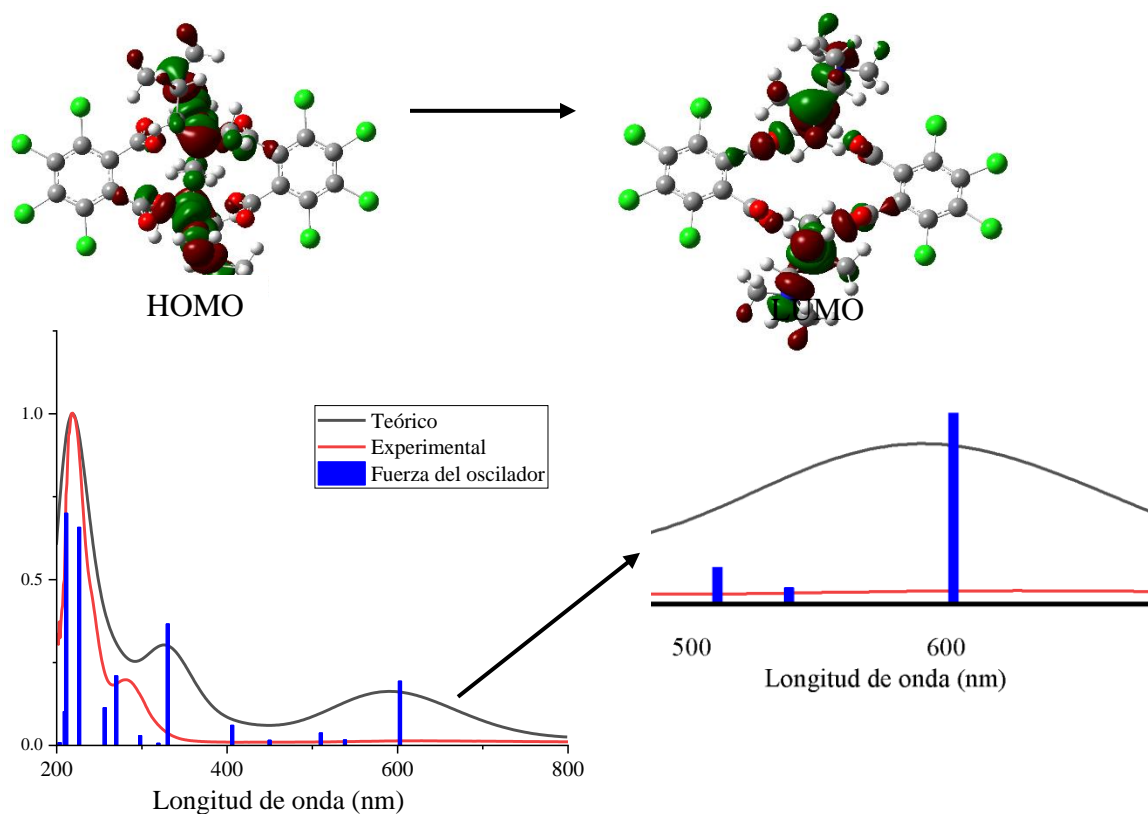 HOMO
LUMO
Teórico
Experimental
Fuerza del oscilador
1.0
0.5
0.0
200
400
600
800
Longitud de onda (nm)
500
600
Longitud de onda (nm)